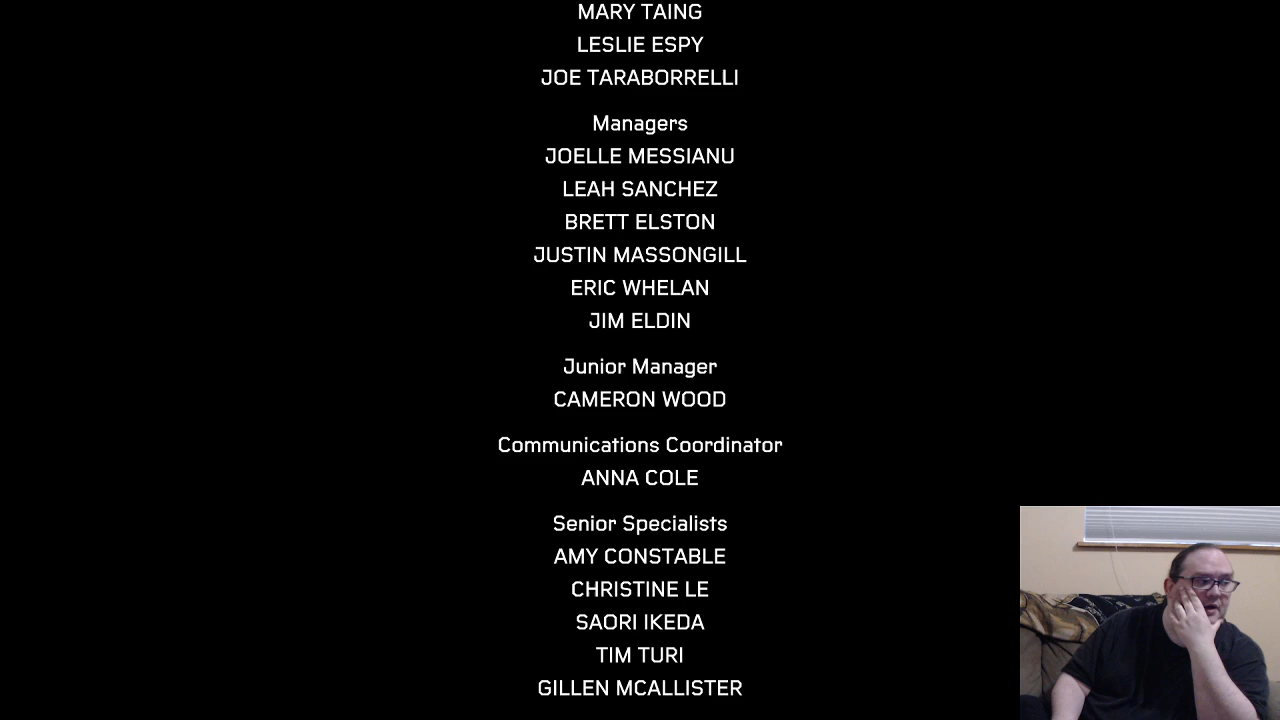 MARY TAING
LESLIE ESPY
JOE TARABORRELLI
Managers
JOELLE MESSIANU
LEAH SANCHEZ
BRETT ELSTON
JUSTIN MASSONGILL
ERIC WHELAN
JIM ELDIN
Junior Manager
CAMERON WOOD
Communications Coordinator
ANNA COLE
Senior Specialists
AMY CONSTABLE
CHRISTINE LE
SAORI IKEDA
TIM TURI
GILLEN MCALLISTER